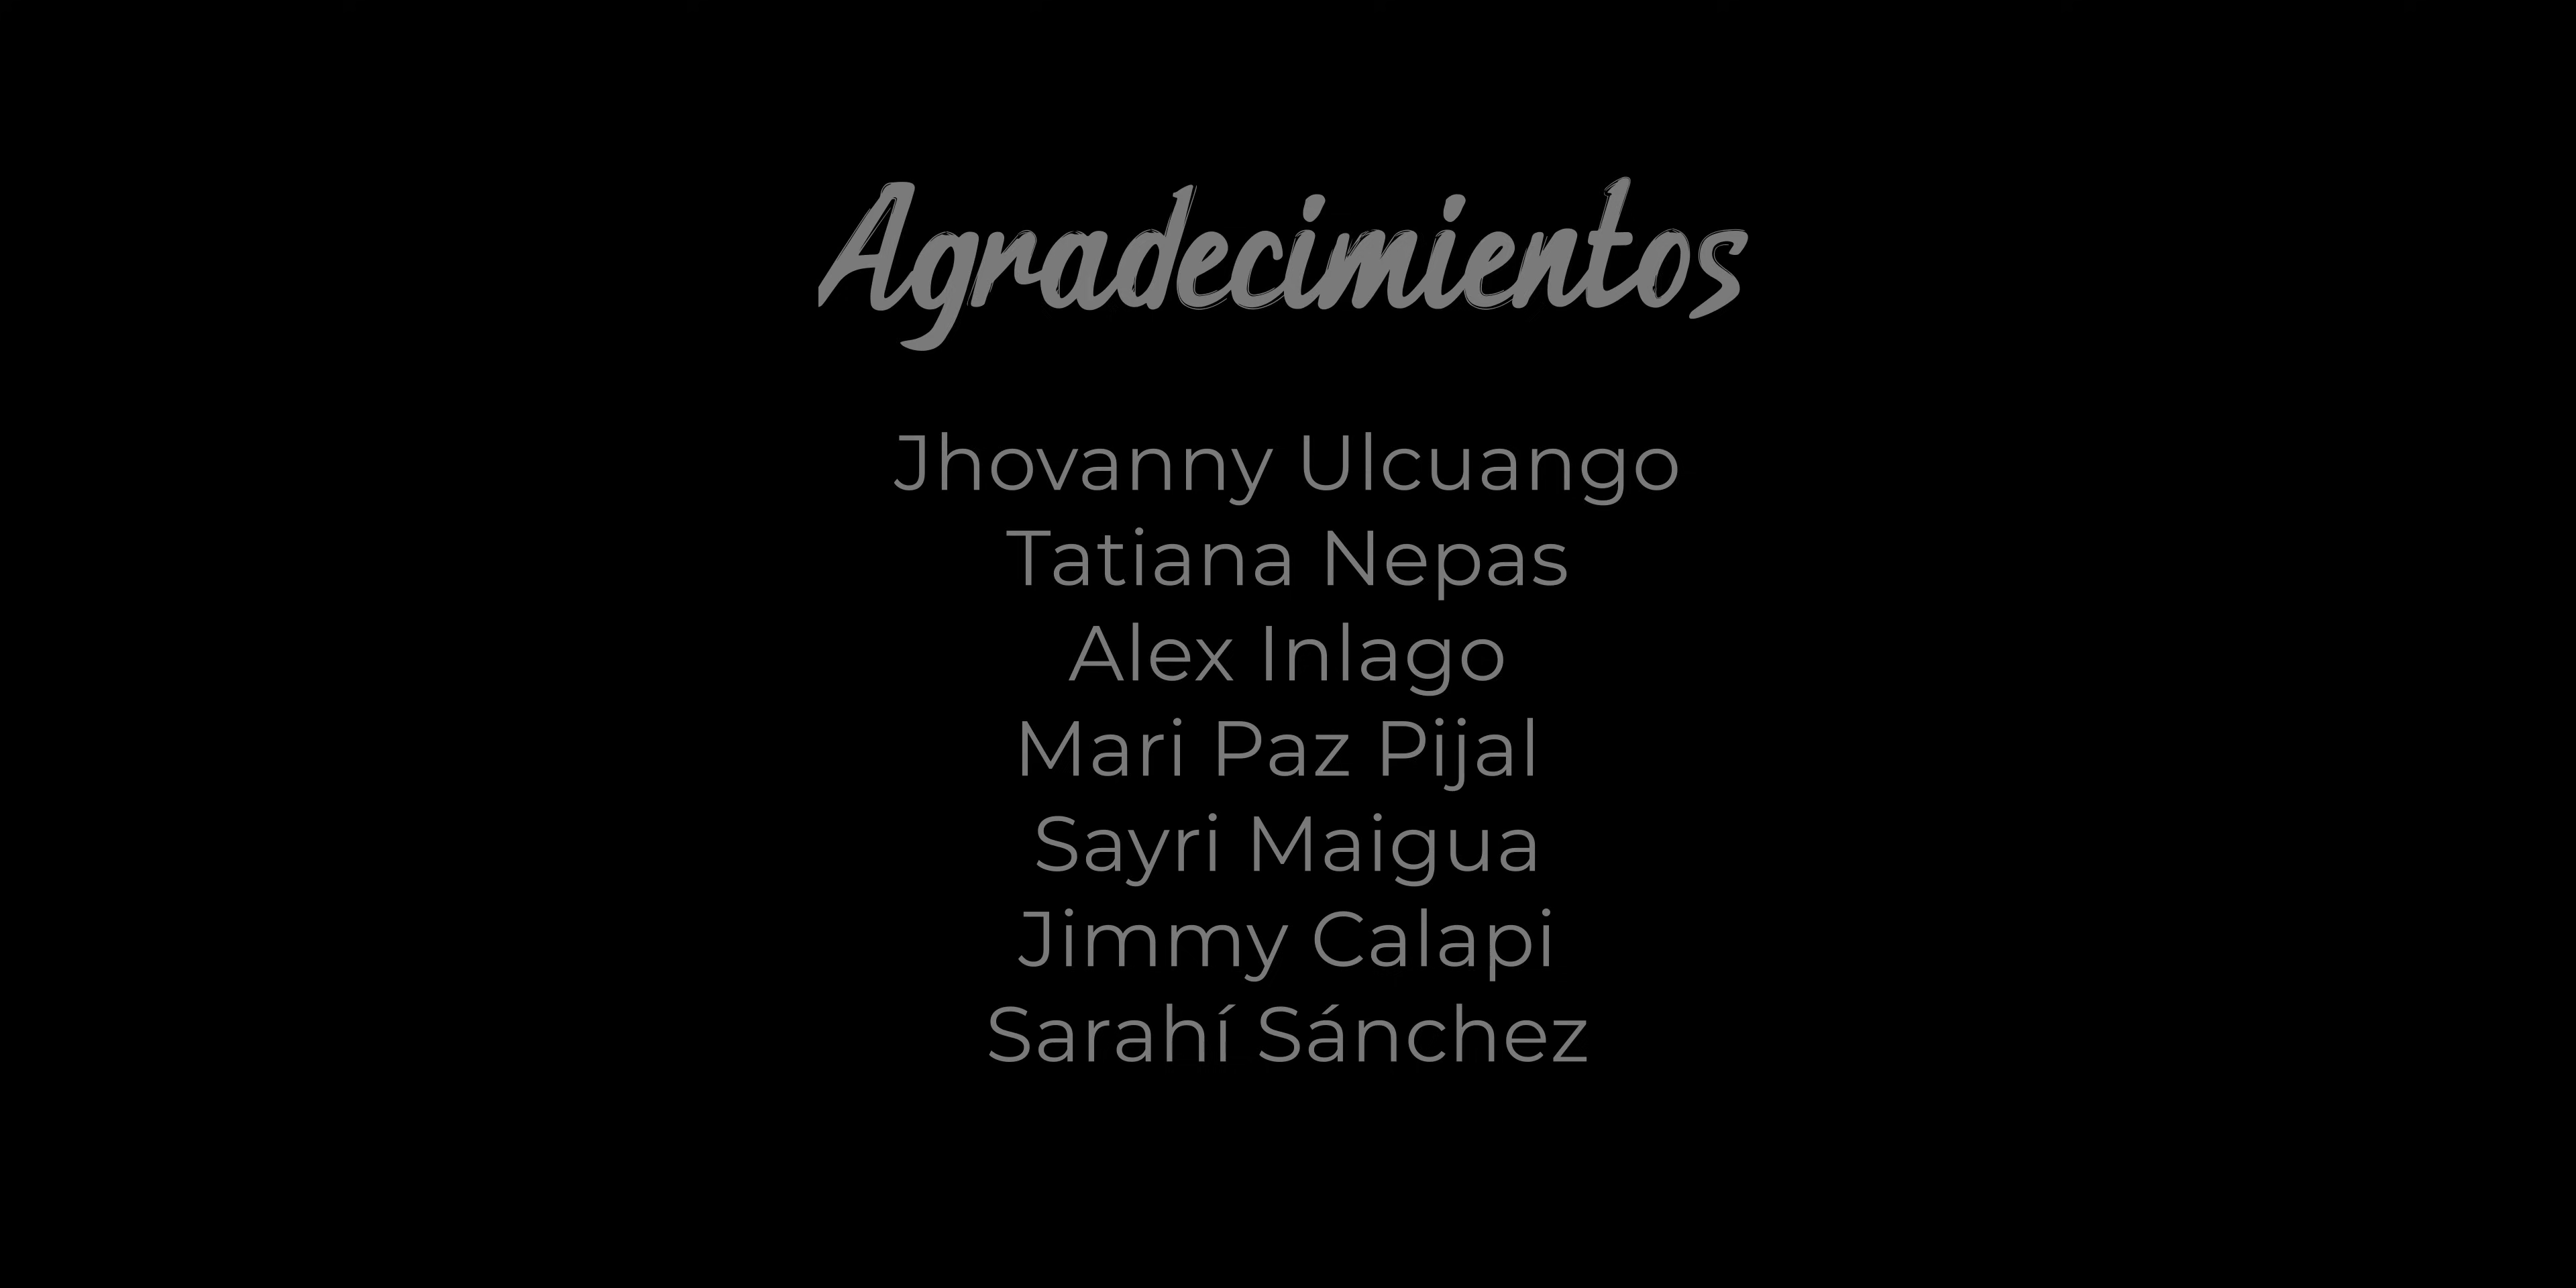 Agradecimientos
Jhovanny Ulcuango
Tatiana Nepas
Alex Inlago
Mari Paz Pijal
Sayri Maigua
Jimmy Calapi
Sarahí Sánchez